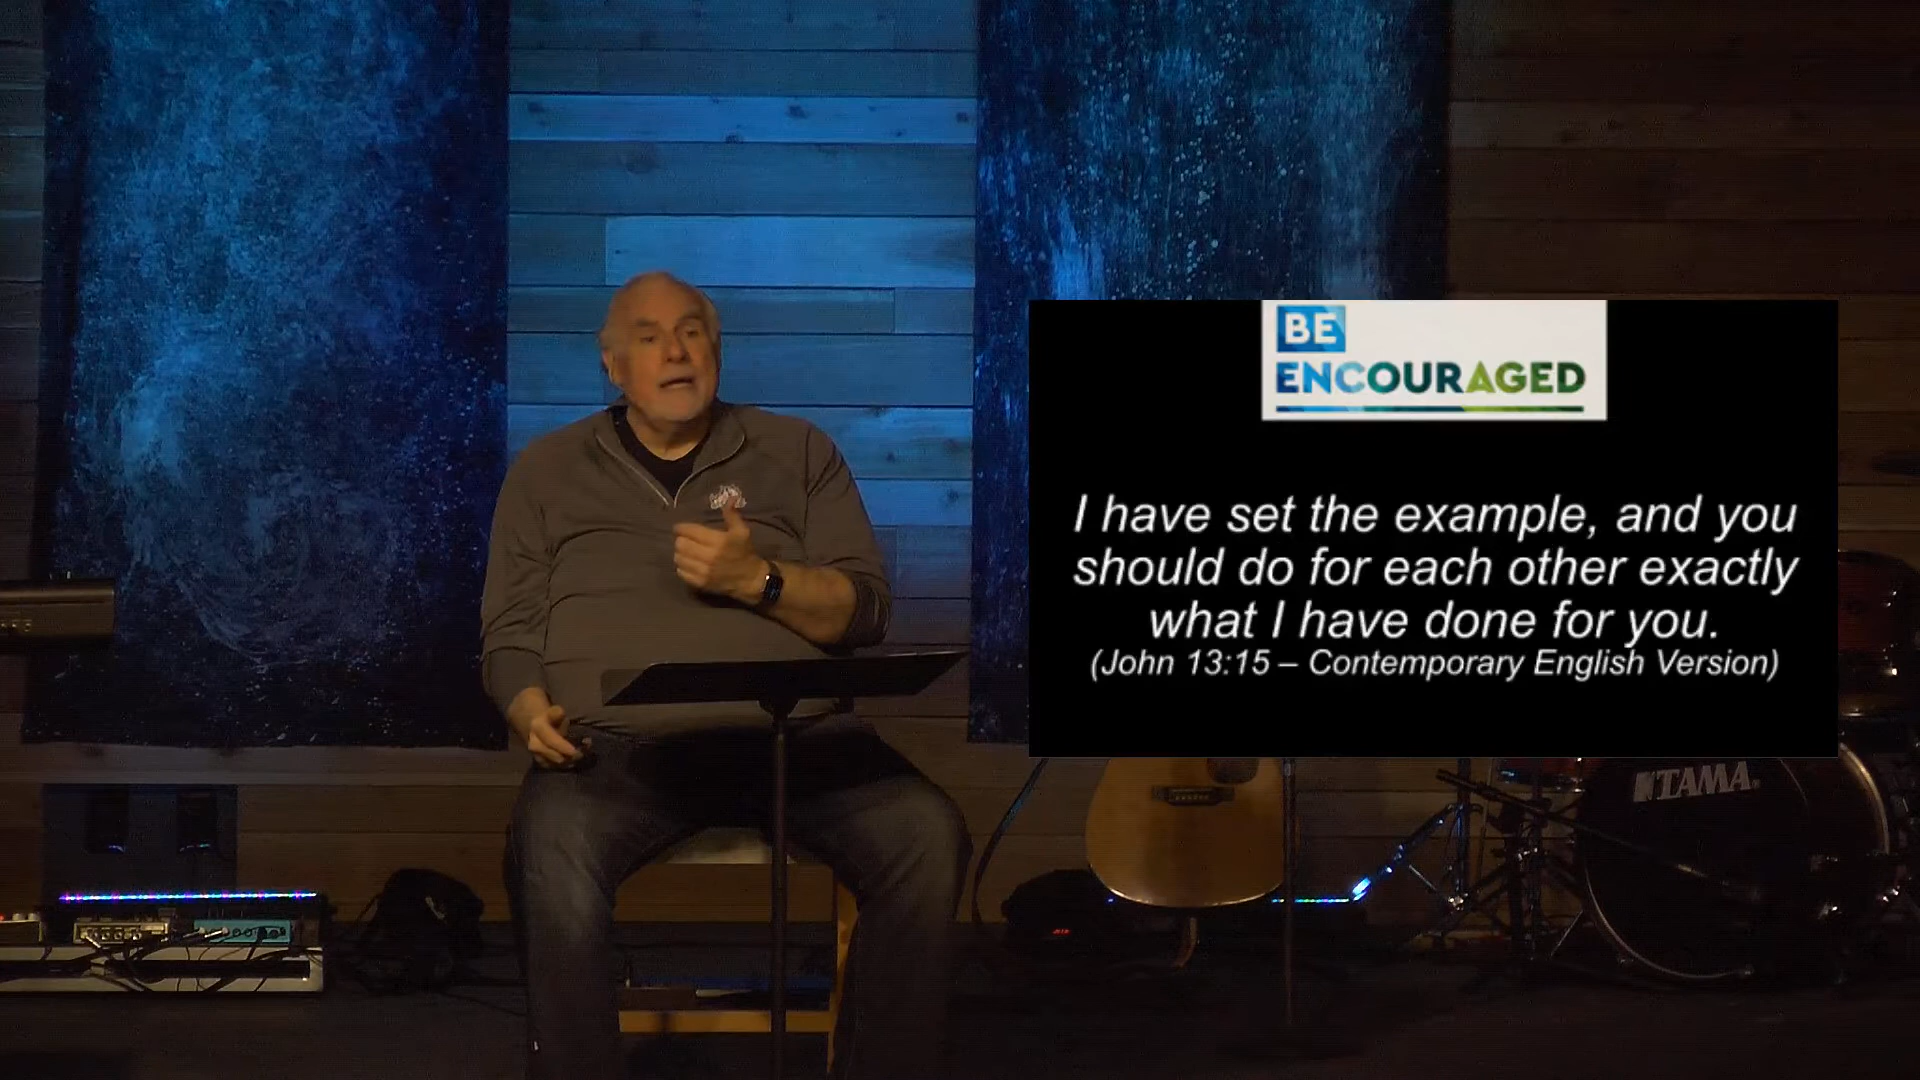 BE
ENCOURAGED
I have set the example, and you
should do for each other exactly
what I have done for you.
(John 13:15 – Contemporary English Version)
TAMA